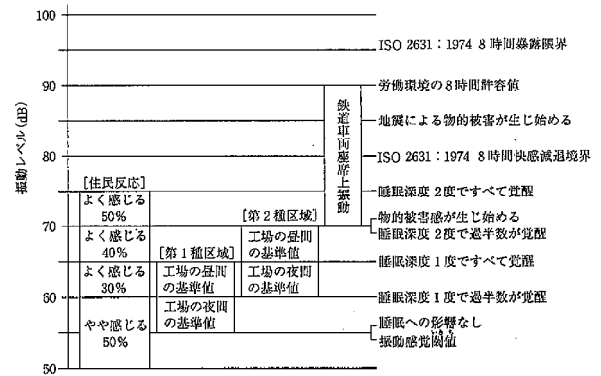 100
ISO 2631：1974 8時間暴露限界
90
労働環境の8時間許容値
地震による物的被害が生じ始める
80
ISO 2631：1974 8時間快感減退境界
鉄道車両座席上振動
振動レベル(dB)
[住民反応]
睡眠深度2度ですべて覚醒
よく感じる
50%
[第2種区域]
物的被害感が生じ始める
70
睡眠深度2度で過半数が覚醒
よく感じる
40%
[第1種区域]
工場の昼間
の基準値
睡眠深度1度ですべて覚醒
よく感じる
30%
工場の昼間
の基準値
工場の夜間
の基準値
60
睡眠深度1度で過半数が覚醒
工場の夜間
の基準値
やや感じる
50%
睡眠への影響なし
振動感覚閾値
いき
50